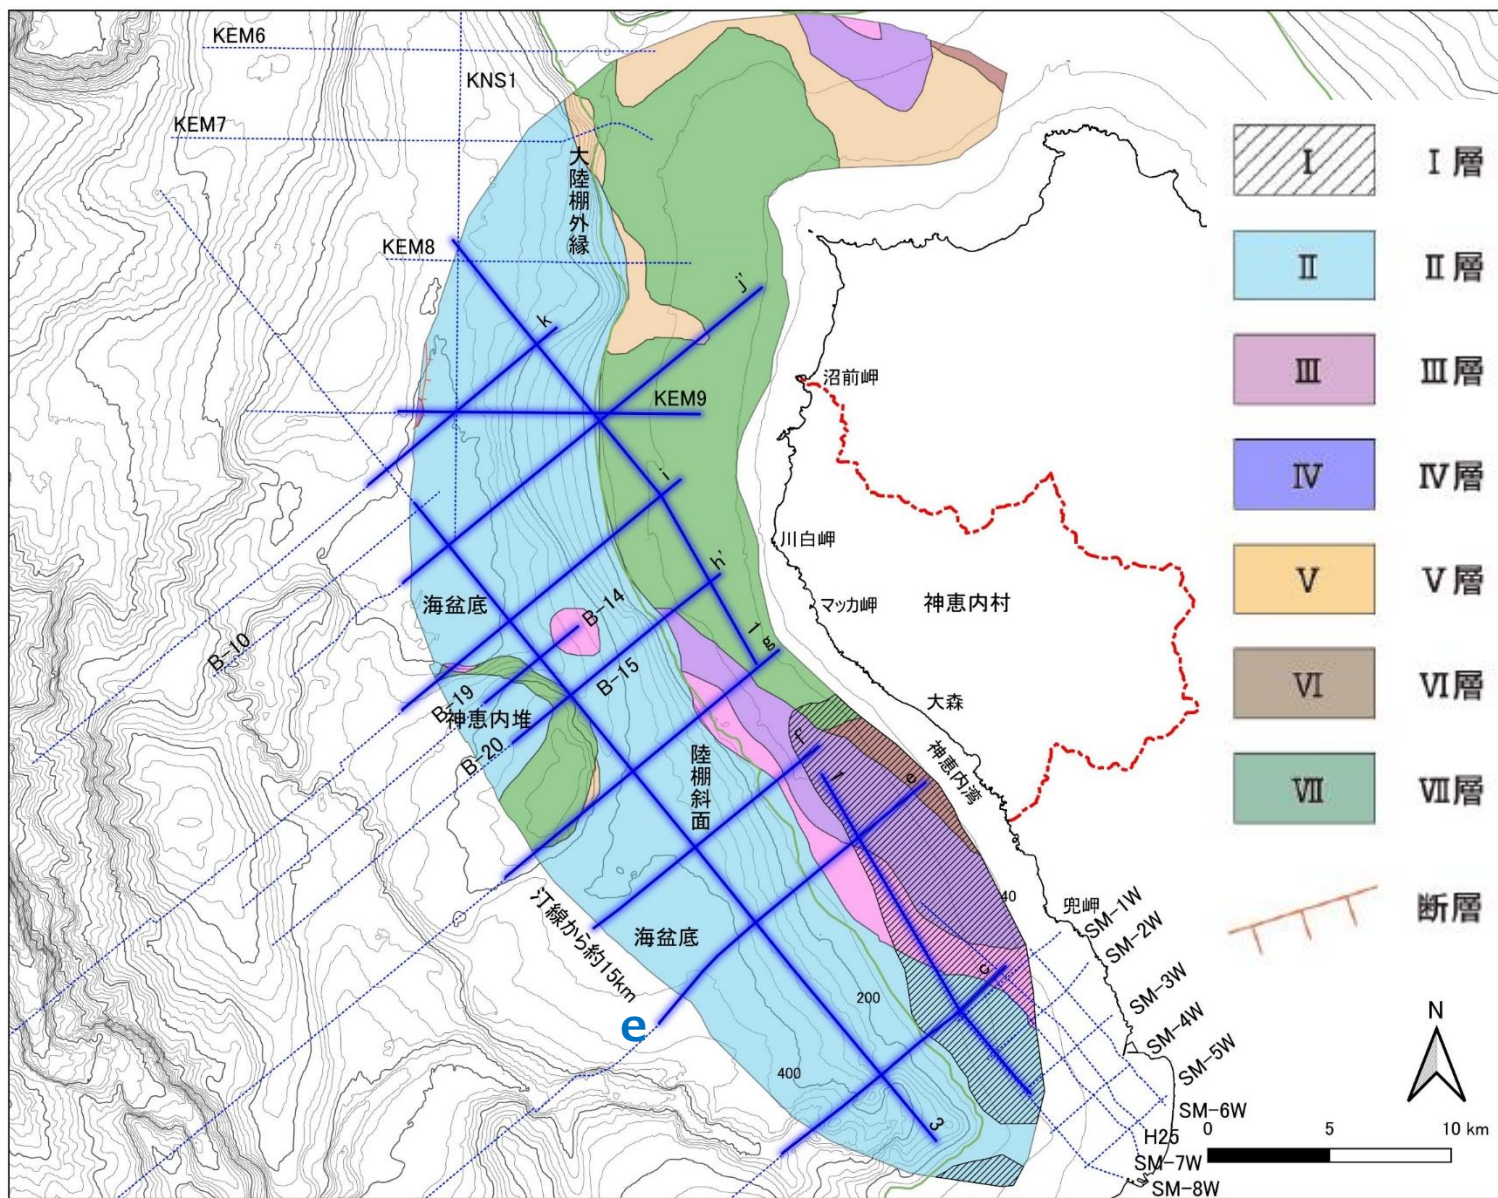 KEM6
KNS1
KEM7
大陸棚外縁
KEM8
j'
k
KEM9
沼前岬
i
川白岬
h'
マッカ岬
神恵内村
海盆底
B-14
B-10
B-15
1
g
B-19
神恵内堆
B-20
大森
神恵内湾
陸棚斜面
f'
1
e
汀線から約15km
海盆底
e
40
兜岬
200
400
c
3
SM-1W
SM-2W
SM-3W
SM-4W
SM-5W
SM-6W
H25
SM-7W
SM-8W
I I層
II II層
III III層
IV IV層
V V層
VI VI層
VII VII層
断層
N
0 5 10 km